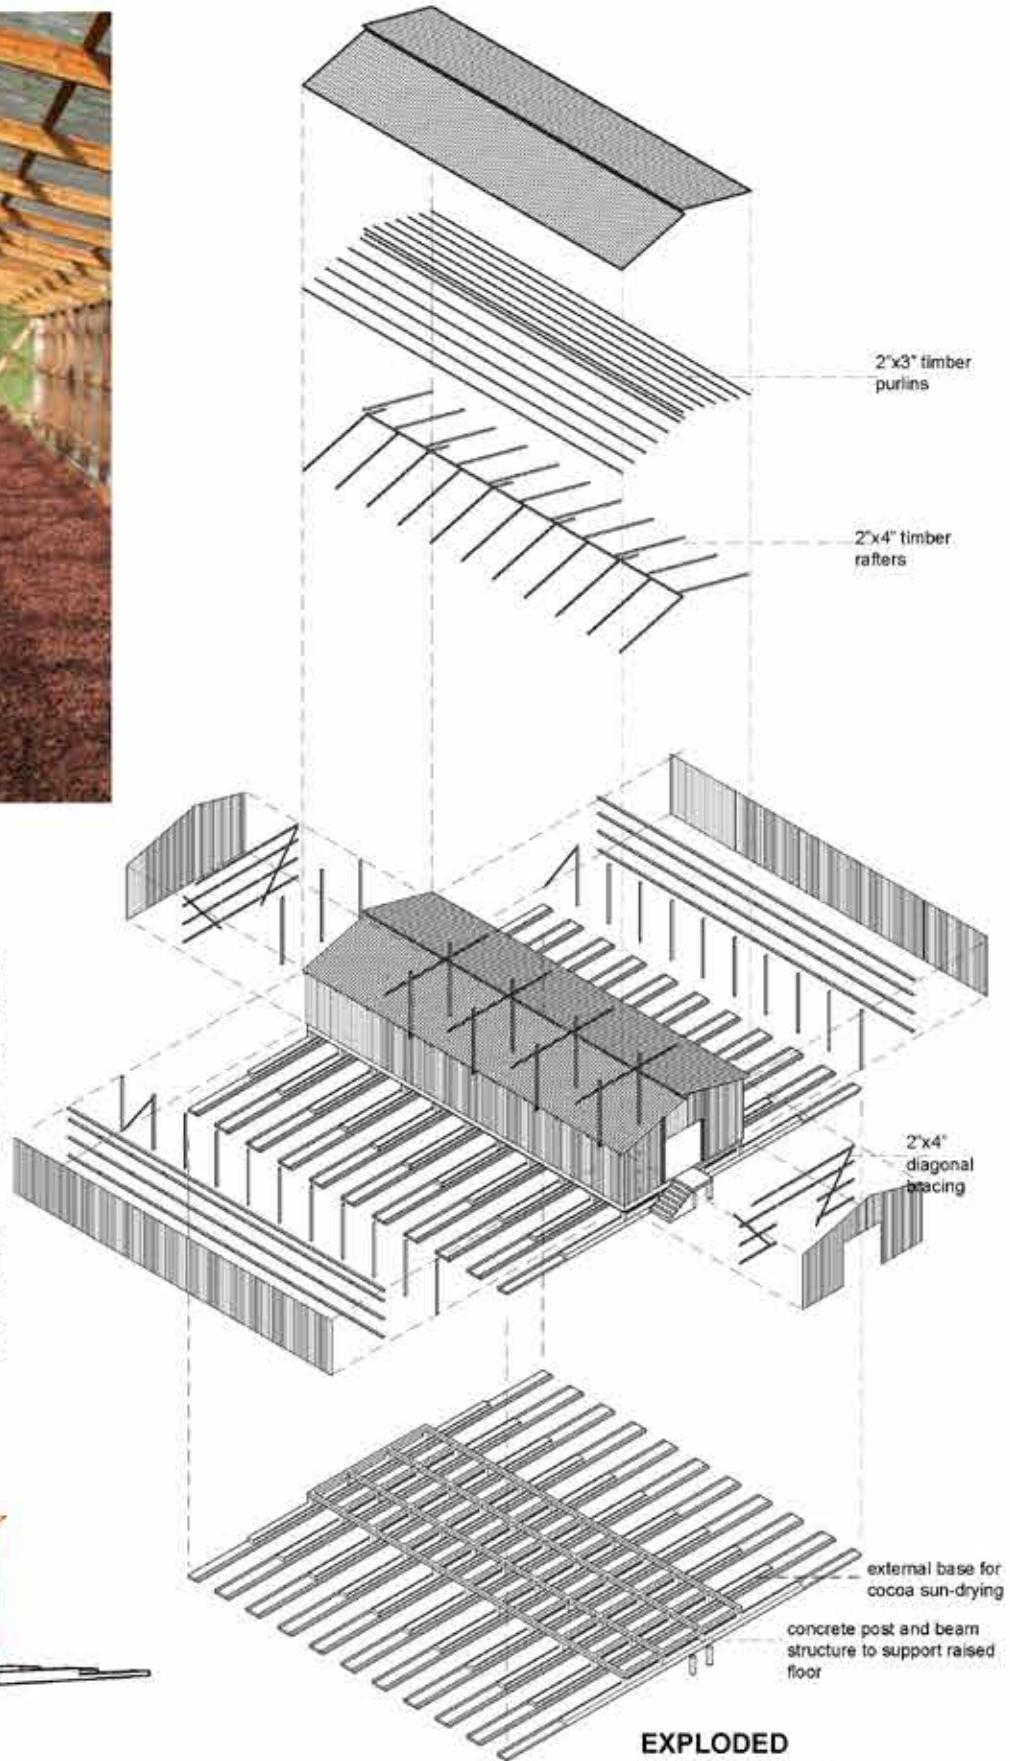 2"x3" timber
purlins
2"x4" timber
rafters
2"x4"
diagonal
bracing
external base for
cocoa sun-drying
concrete post and beam
structure to support raised
floor
EXPLODED